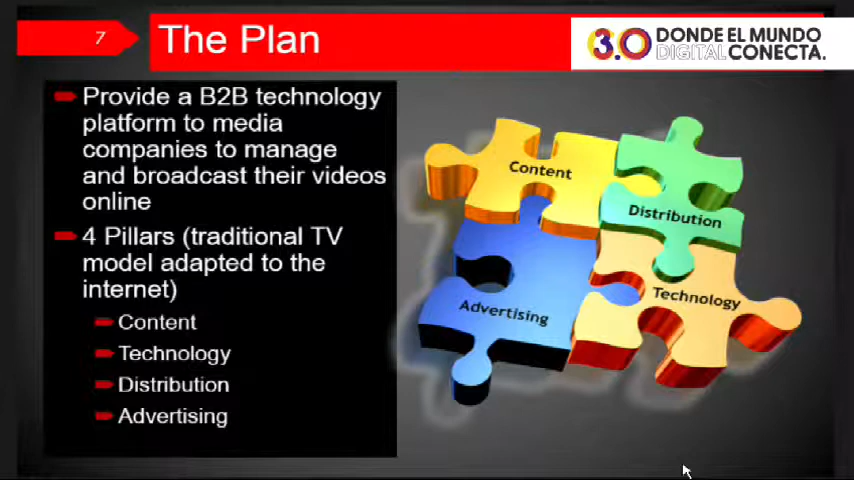 7
The Plan
3.0
DONDE EL MUNDO
DIGITAL CONECTA.
Provide a B2B technology
platform to media
companies to manage
and broadcast their videos
online
4 Pillars (traditional TV
model adapted to the
internet)
Content
Technology
Distribution
Advertising
Content
Distribution
Advertising
Technology